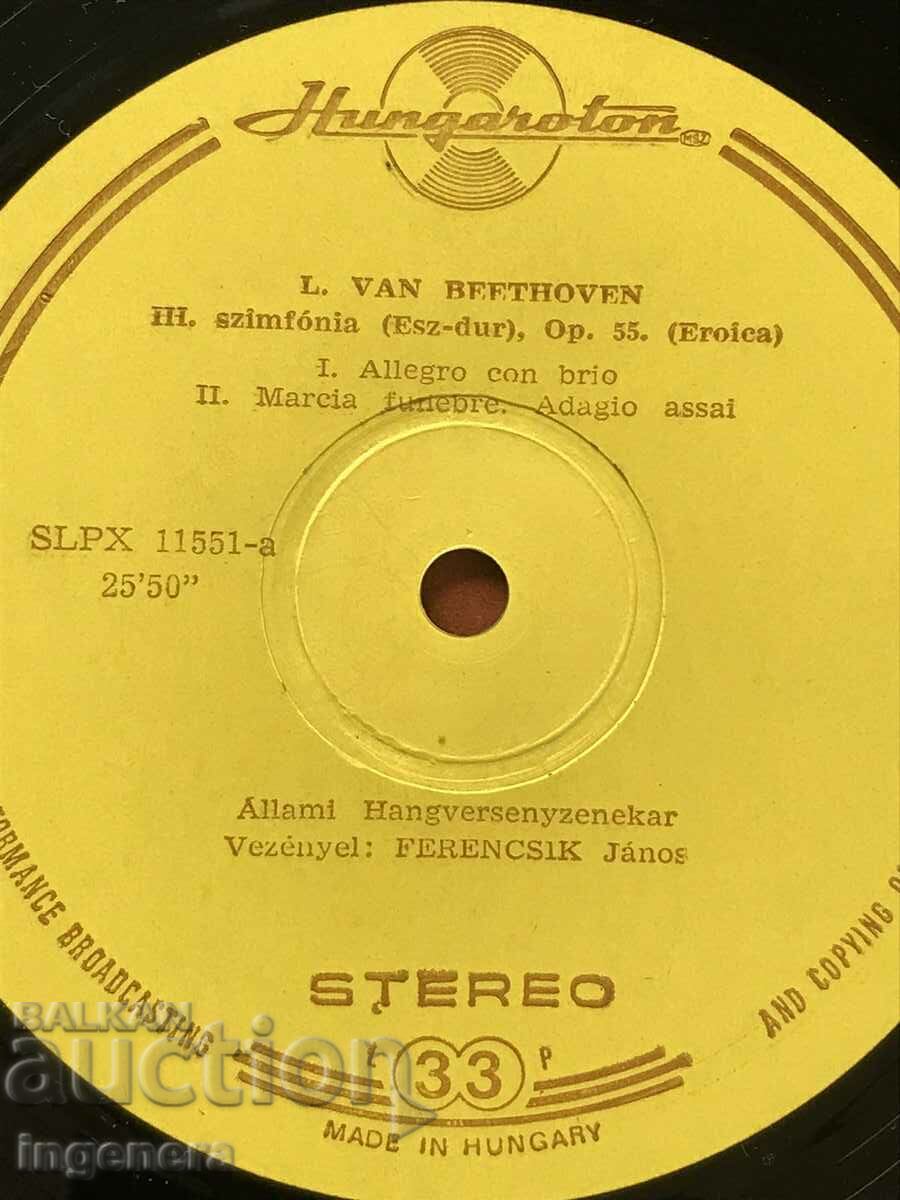 Hungaroton
MSZ
L. VAN BEETHOVEN
III. szimfónia (Esz-dur), Op. 55. (Eroica)
I. Allegro con brio
II. Marcia funebre. Adagio assai
SLPX 11551-a
25’50”
Állami Hangversenyzenekar
Vezényel: FERENCSIK János
STEREO
L 33 P
MADE IN HUNGARY
BROADCASTING
AND COPYING
BALKAN
auction
ingenera